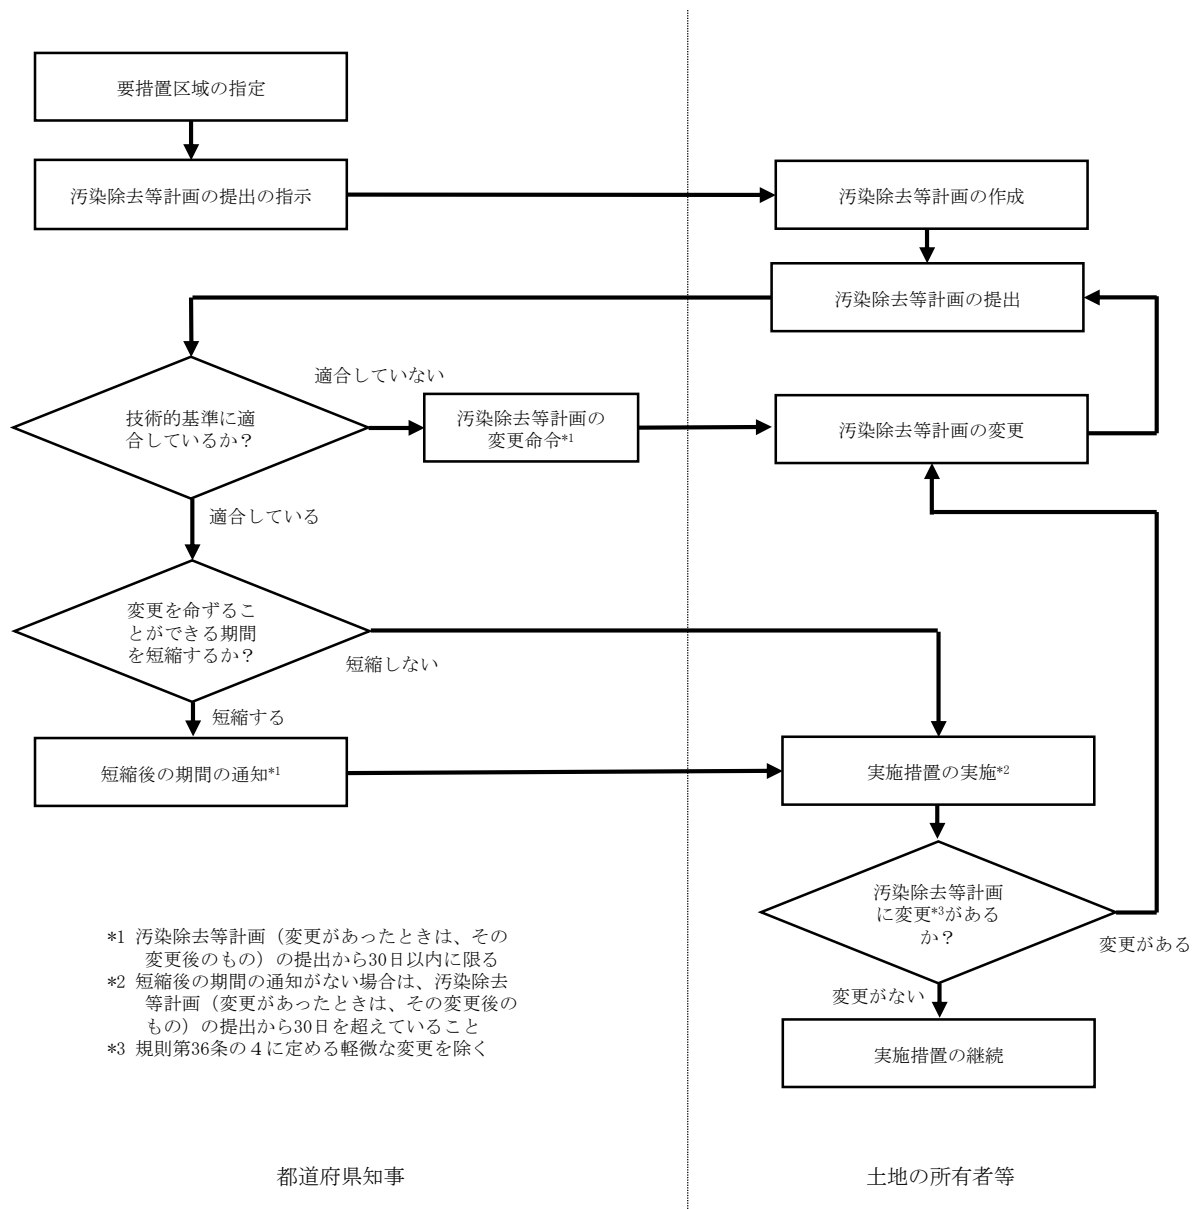 要措置区域の指定
汚染除去等計画の提出の指示
汚染除去等計画の作成
汚染除去等計画の提出
適合していない
技術的基準に適
合しているか？
汚染除去等計画の
変更命令*1
汚染除去等計画の変更
適合している
変更を命ずるこ
とができる期間
を短縮するか？
短縮しない
短縮する
短縮後の期間の通知*1
実施措置の実施*2
汚染除去等計画
に変更*3がある
か？
変更がある
変更がない
実施措置の継続
*1 汚染除去等計画（変更があったときは、その
変更後のもの）の提出から30日以内に限る
*2 短縮後の期間の通知がない場合は、汚染除去
等計画（変更があったときは、その変更後の
もの）の提出から30日を超えていること
*3 規則第36条の４に定める軽微な変更を除く
都道府県知事
土地の所有者等